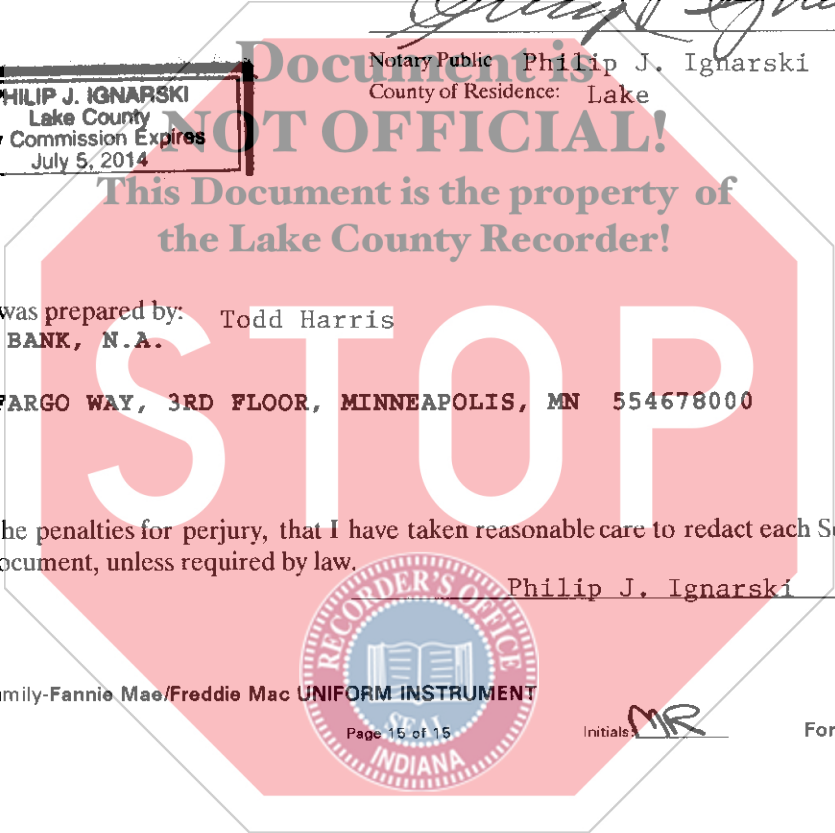 Notary Public Philip J. Ignarski
County of Residence: Lake
PHILIP J. IGNARSKI
Lake County
Commission Expires
July 5, 2014
Document is
NOT OFFICIAL!
This Document is the property of
the Lake County Recorder!
was prepared by: Todd Harris
BANK, N.A.
FARGO WAY, 3RD FLOOR, MINNEAPOLIS, MN 554678000
STOP
he penalties for perjury, that I have taken reasonable care to redact each S
ocument, unless required by law.
Philip J. Ignarski
RECORDER'S OFFICE
SEAL
INDIANA
mily-Fannie Mae/Freddie Mac UNIFORM INSTRUMENT
Page 15 of 15
Initials: MR
For